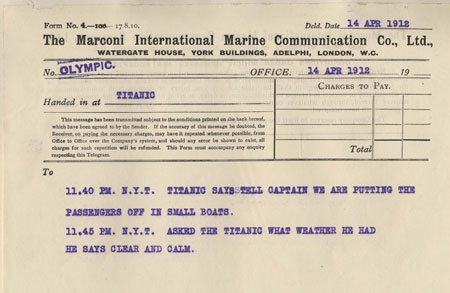 Form No. 4.—100—17.8.10. Deld. Date 14 APR 1912
The Marconi International Marine Communication Co., Ltd.,
WATERGATE HOUSE, YORK BUILDINGS, ADELPHI, LONDON, W.C.
No. OLYMPIC. OFFICE. 14 APR 1912 19
Handed in at TITANIC
CHARGES TO PAY.
This message has been transmitted subject to the conditions printed on the back hereof,
which have been agreed to by the Sender. If the accuracy of this message be doubted, the
Receiver, on paying the necessary charges, may have it repeated whenever possible, from
Office to Office over the Company's system, and should any error be shown to exist, all
charges for such repetition will be refunded. This Form must accompany any enquiry
respecting this Telegram.
Total
To
11.40 PM. N.Y.T. TITANIC SAYS TELL CAPTAIN WE ARE PUTTING THE
PASSENGERS OFF IN SMALL BOATS.
11.45 PM. N.Y.T. ASKED THE TITANIC WHAT WEATHER HE HAD
HE SAYS CLEAR AND CALM.